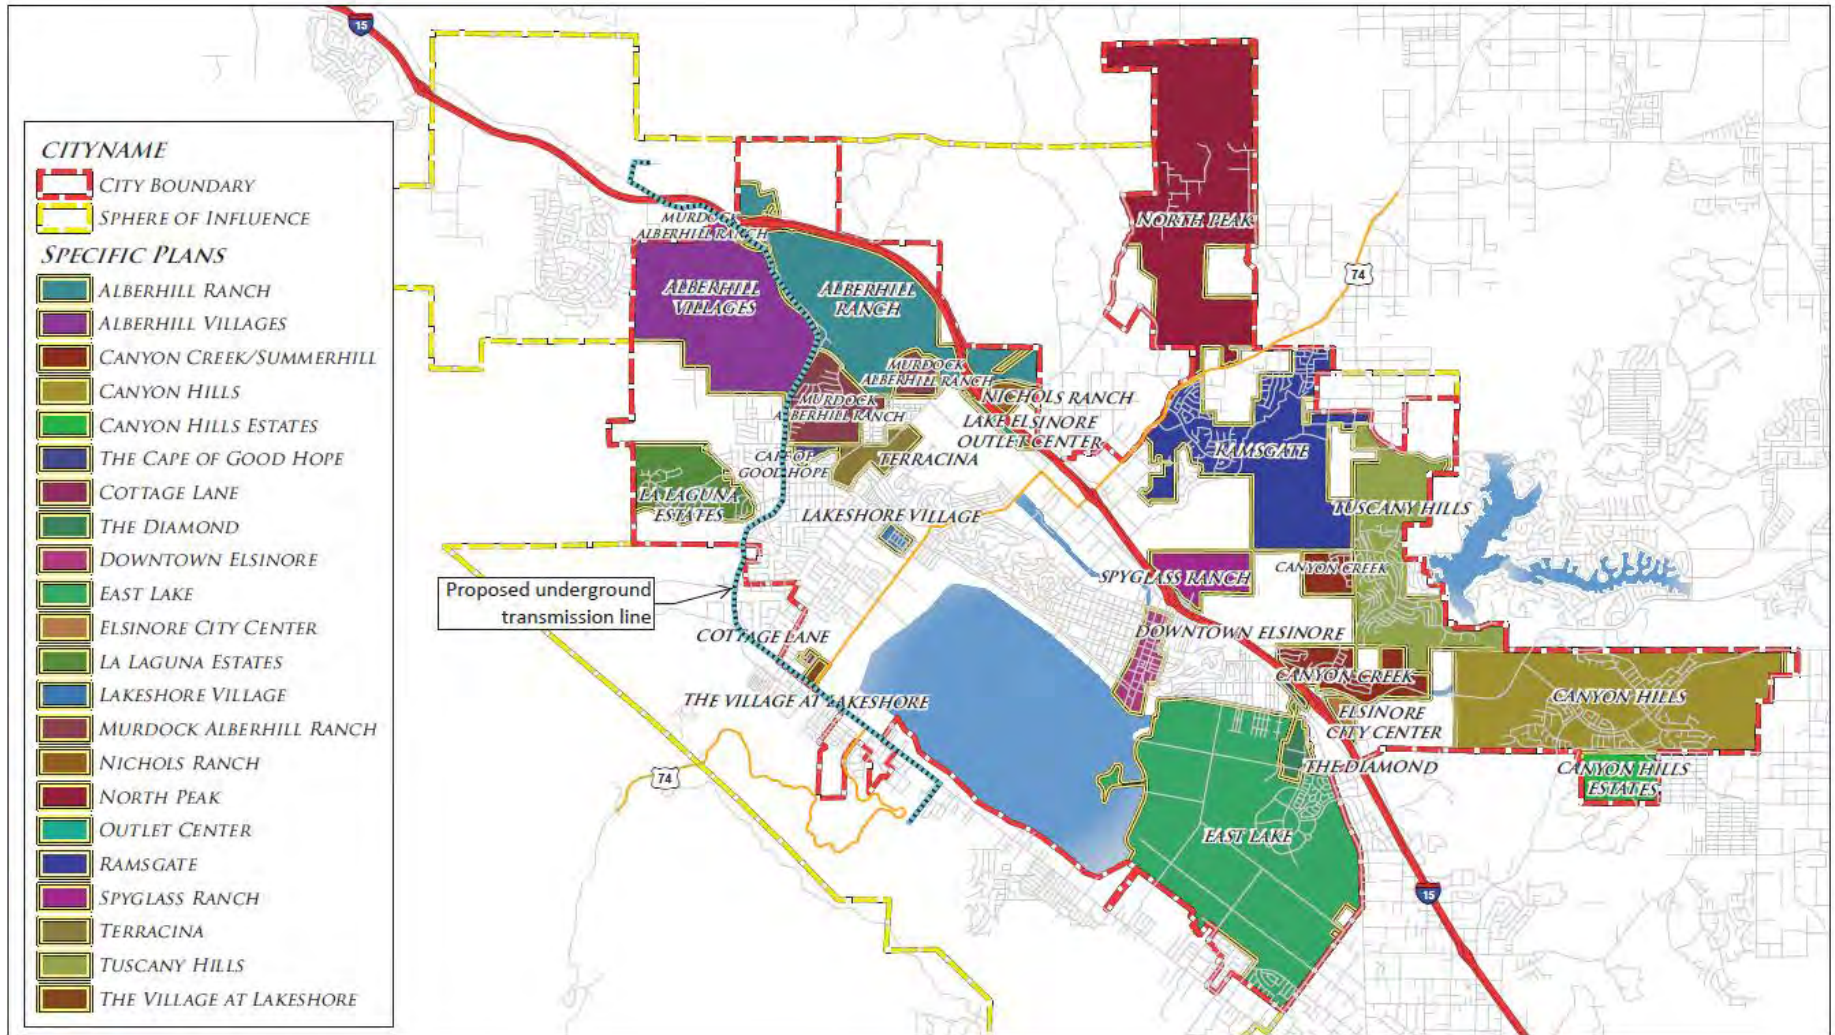 15
CITYNAME
CITY BOUNDARY
SPHERE OF INFLUENCE
SPECIFIC PLANS
ALBERHILL RANCH
ALBERHILL VILLAGES
CANYON CREEK/SUMMERHILL
CANYON HILLS
CANYON HILLS ESTATES
THE CAPE OF GOOD HOPE
COTTAGE LANE
THE DIAMOND
DOWNTOWN ELSINORE
EAST LAKE
ELSINORE CITY CENTER
LA LAGUNA ESTATES
LAKESHORE VILLAGE
MURDOCK ALBERHILL RANCH
NICHOLS RANCH
NORTH PEAK
OUTLET CENTER
RAMSGATE
SPYGLASS RANCH
TERRACINA
TUSCANY HILLS
THE VILLAGE AT LAKESHORE
MURDOCK
ALBERHILL RANCH
NORTH PEAK
74
ALBERHILL
VILLAGES
ALBERHILL
RANCH
MURDOCK
ALBERHILL RANCH
NICHOLS RANCH
MURDOCK
ALBERHILL RANCH
LAKE ELSINORE
OUTLET CENTER
CAPE OF
GOOD HOPE
TERRACINA
RAMSGATE
LA LAGUNA
ESTATES
LAKESHORE VILLAGE
TUSCANY HILLS
SPYGLASS RANCH
CANYON CREEK
Proposed underground
transmission line
COTTAGE LANE
DOWNTOWN ELSINORE
CANYON CREEK
THE VILLAGE AT LAKESHORE
CANYON HILLS
ELSINORE
CITY CENTER
THE DIAMOND
CANYON HILLS
ESTATES
74
EAST LAKE
15